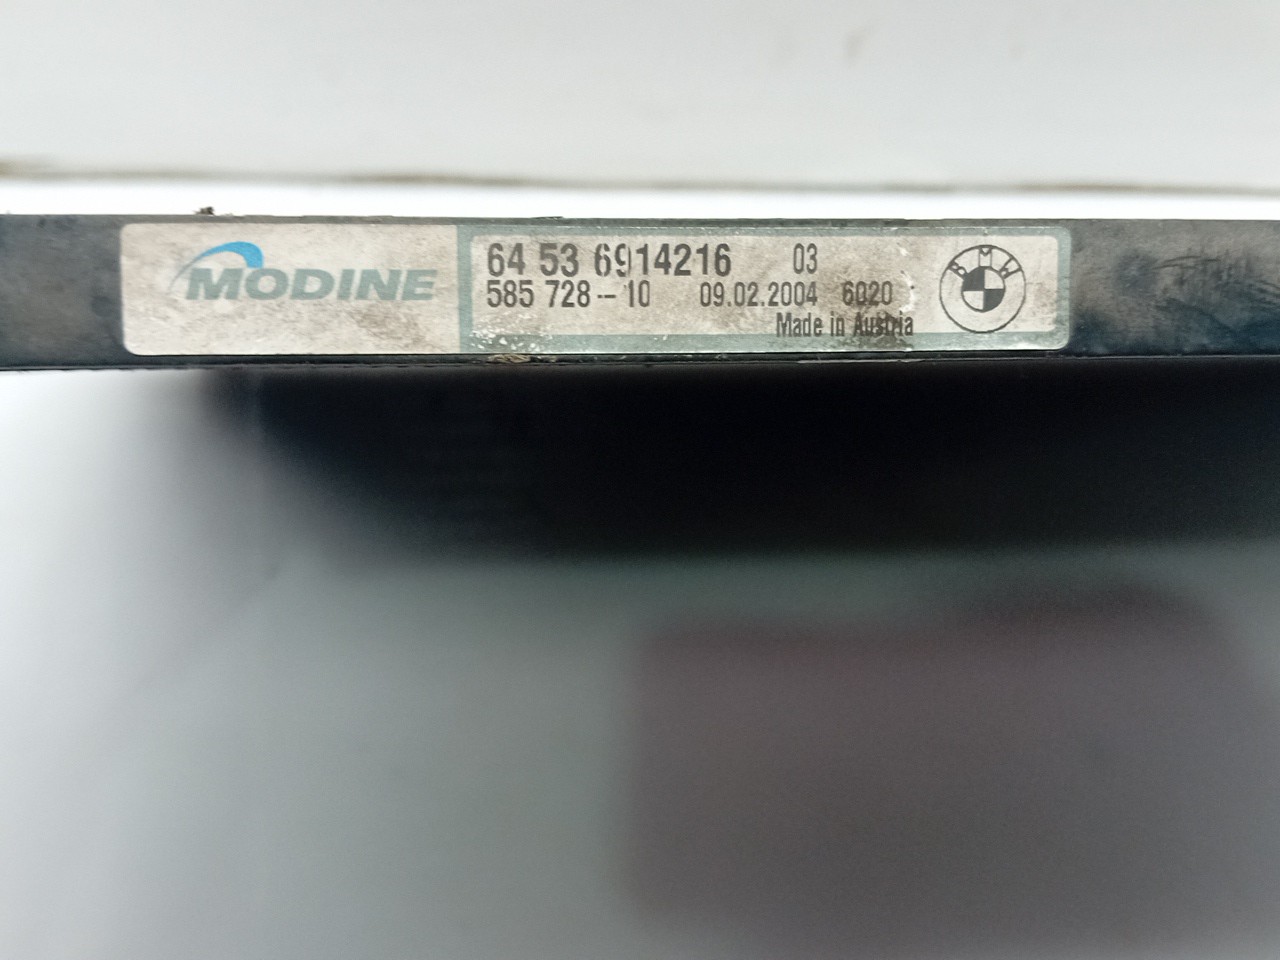 MODINE
64 53 6914216 03
585 728-10 09.02.2004 6020
Made in Austria
BMW